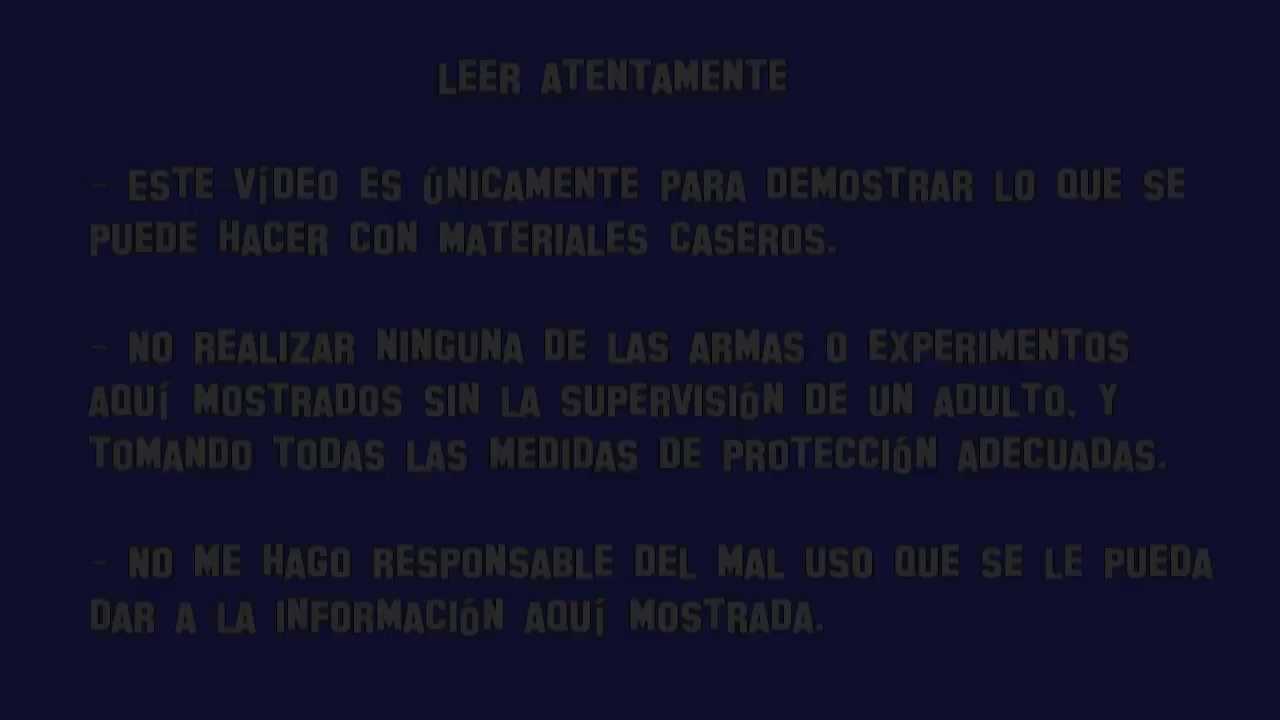 LEER ATENTAMENTE
- ESTE VÍDEO ES ÚNICAMENTE PARA DEMOSTRAR LO QUE SE
PUEDE HACER CON MATERIALES CASEROS.
- NO REALIZAR NINGUNA DE LAS ARMAS O EXPERIMENTOS
AQUÍ MOSTRADOS SIN LA SUPERVISIÓN DE UN ADULTO, Y
TOMANDO TODAS LAS MEDIDAS DE PROTECCIÓN ADECUADAS.
- NO ME HAGO RESPONSABLE DEL MAL USO QUE SE LE PUEDA
DAR A LA INFORMACIÓN AQUÍ MOSTRADA.